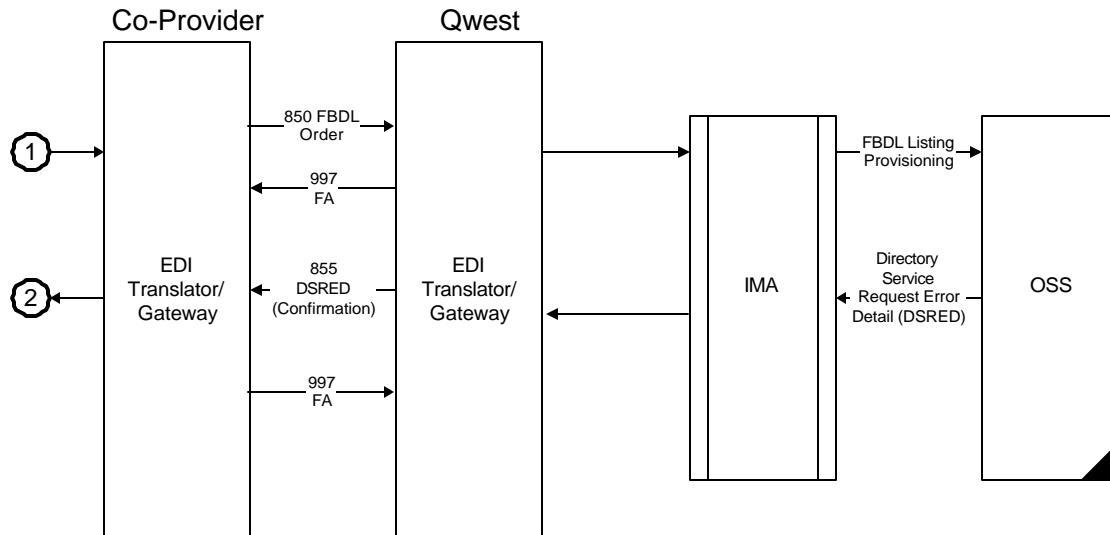 Co-Provider
Qwest
850 FBDL
Order
1
FBDL Listing
Provisioning
997
FA
2
EDI
Translator/
Gateway
855
DSRED
(Confirmation)
EDI
Translator/
Gateway
IMA
Directory
Service
Request Error
Detail (DSRED)
OSS
997
FA